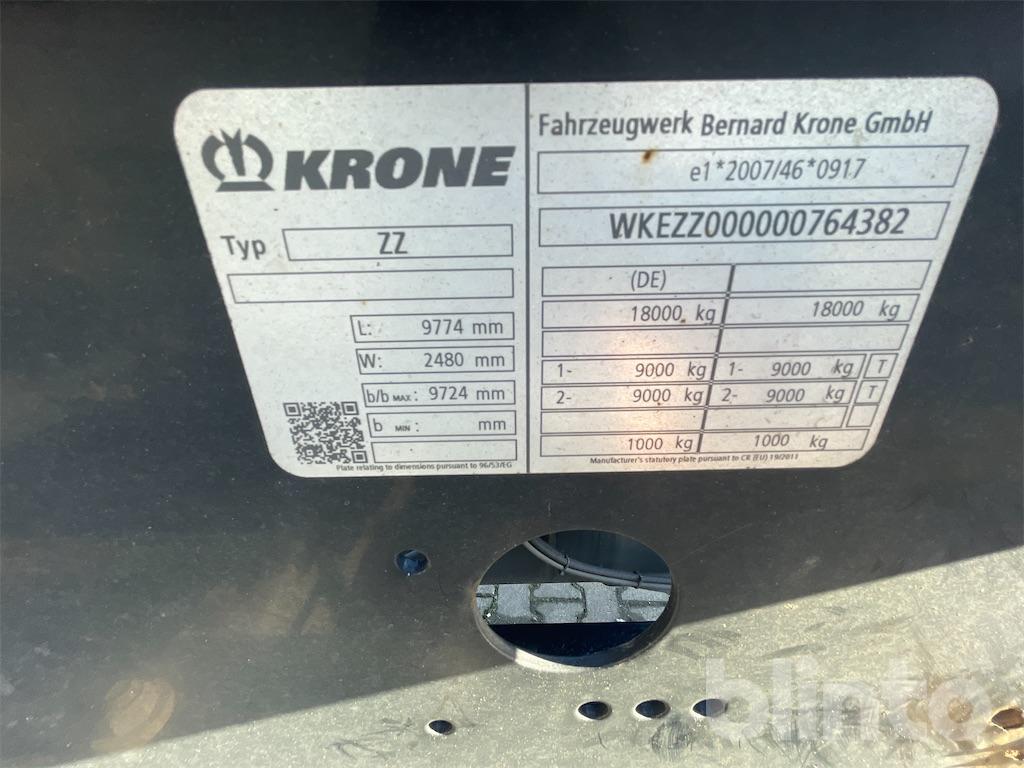 KRONE
Typ ZZ
L: 9774 mm
W: 2480 mm
b/b MAX: 9724 mm
b MIN: mm
Plate relating to dimensions pursuant to 96/53/EG
Fahrzeugwerk Bernard Krone GmbH
e1*2007/46*0917
WKEZZ000000764382
(DE)
18000 kg 18000 kg
1- 9000 kg 1- 9000 kg T
2- 9000 kg 2- 9000 kg T
1000 kg 1000 kg
Manufacturer's statutory plate pursuant to CR (EU) 19/2011
blinto